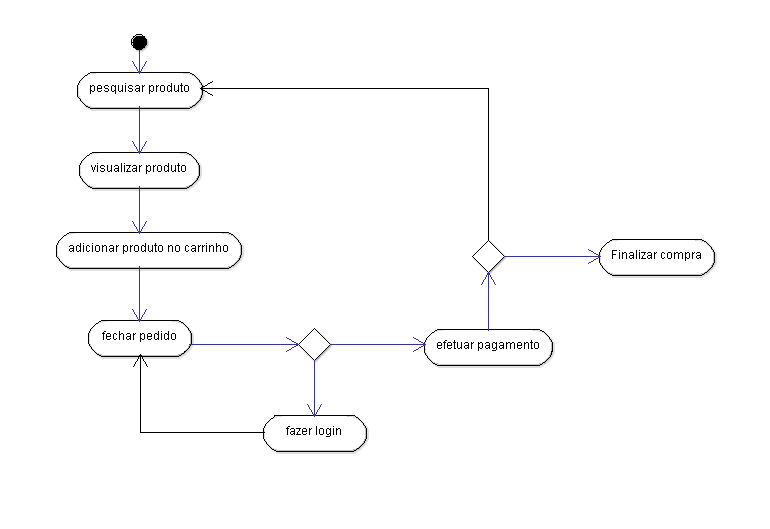 pesquisar produto
visualizar produto
adicionar produto no carrinho
fechar pedido
fazer login
efetuar pagamento
Finalizar compra